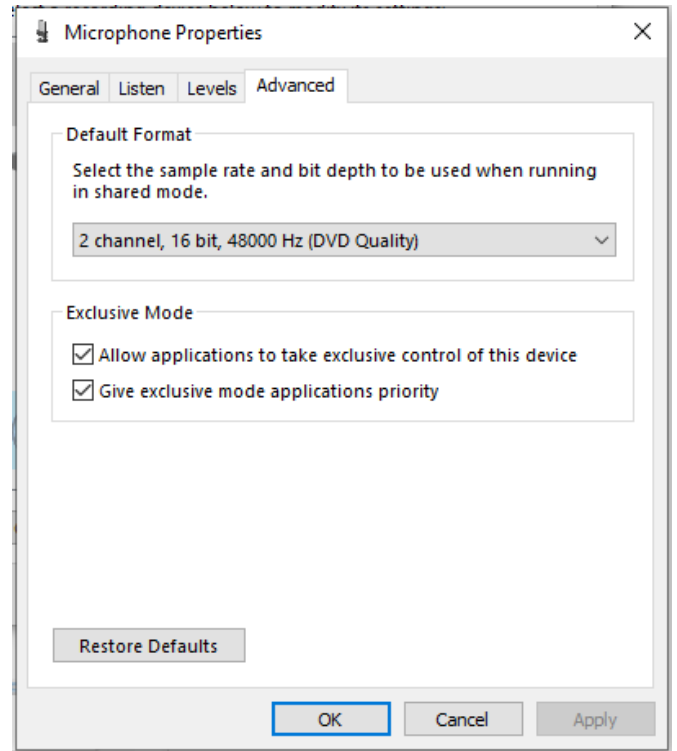 Microphone Properties
General Listen Levels Advanced
Default Format
Select the sample rate and bit depth to be used when running
in shared mode.
2 channel, 16 bit, 48000 Hz (DVD Quality)
Exclusive Mode
Allow applications to take exclusive control of this device
Give exclusive mode applications priority
Restore Defaults
OK Cancel Apply